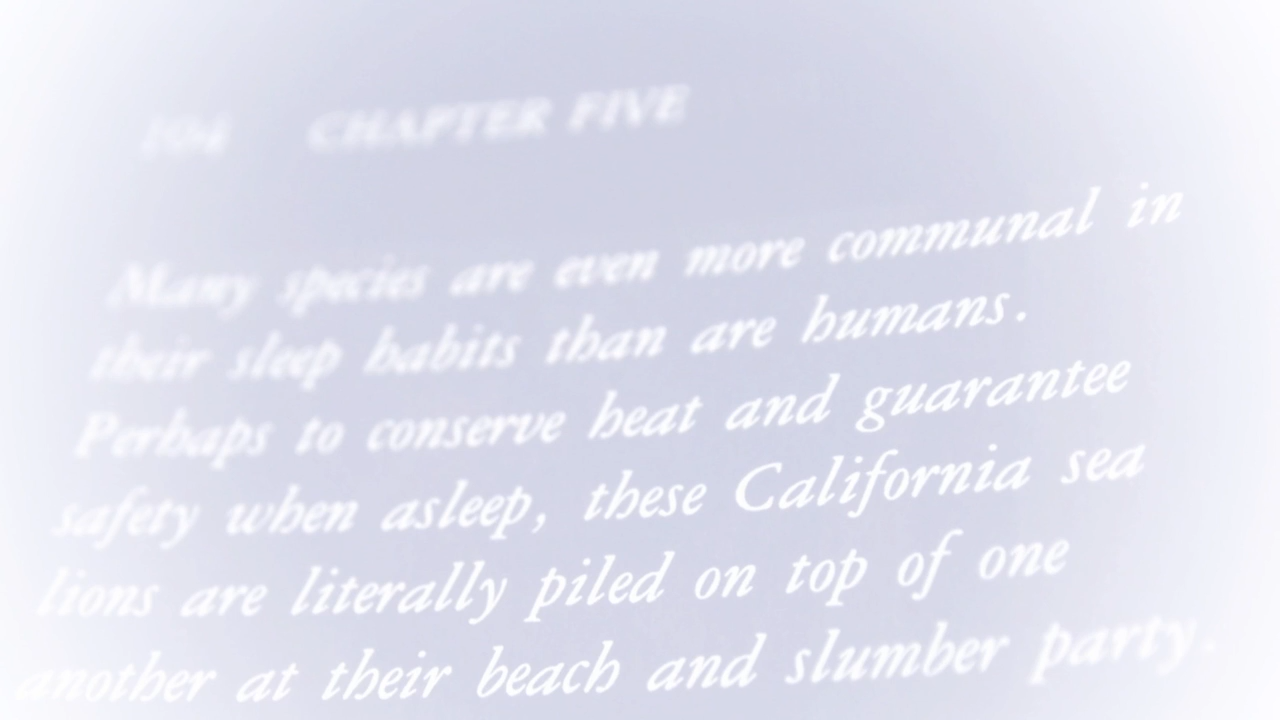 104 CHAPTER FIVE
Many species are even more communal in
their sleep habits than are humans.
Perhaps to conserve heat and guarantee
safety when asleep, these California sea
lions are literally piled on top of one
another at their beach and slumber party.